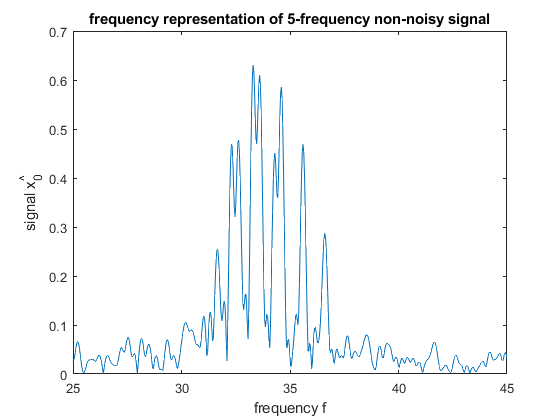 frequency representation of 5-frequency non-noisy signal
0.7
0.6
0.5
0.4
0.3
0.2
0.1
0
signal x̂₀
25 30 35 40 45
frequency f